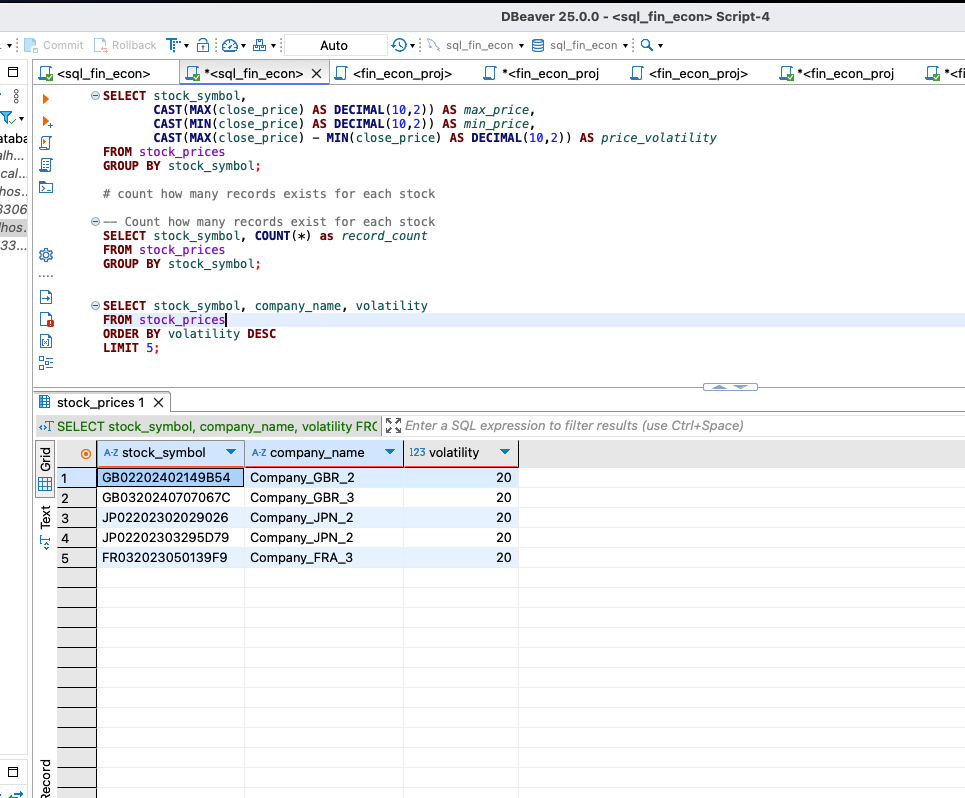 DBeaver 25.0.0 - <sql_fin_econ> Script-4
Commit Rollback Auto sql_fin_econ sql_fin_econ
<sql_fin_econ> *<sql_fin_econ> <fin_econ_proj> *<fin_econ_proj <fin_econ_proj> *<fin_econ_proj *<fi
SELECT stock_symbol,
CAST(MAX(close_price) AS DECIMAL(10,2)) AS max_price,
CAST(MIN(close_price) AS DECIMAL(10,2)) AS min_price,
CAST(MAX(close_price) - MIN(close_price) AS DECIMAL(10,2)) AS price_volatility
FROM stock_prices
GROUP BY stock_symbol;
# count how many records exists for each stock
-- Count how many records exist for each stock
SELECT stock_symbol, COUNT(*) as record_count
FROM stock_prices
GROUP BY stock_symbol;
SELECT stock_symbol, company_name, volatility
FROM stock_prices
ORDER BY volatility DESC
LIMIT 5;
ataba
alh...
cal...
hos..
3306
lhos.
33...
stock_prices 1
SELECT stock_symbol, company_name, volatility FRO Enter a SQL expression to filter results (use Ctrl+Space)
Grid
Text
Record
A-Z stock_symbol A-Z company_name 123 volatility
1 GB02202402149B54 Company_GBR_2 20
2 GB0320240707067C Company_GBR_3 20
3 JP02202302029026 Company_JPN_2 20
4 JP02202303295D79 Company_JPN_2 20
5 FR032023050139F9 Company_FRA_3 20